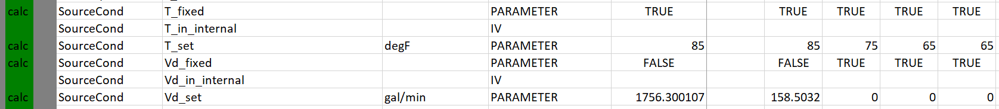 calc SourceCond T_fixed PARAMETER TRUE TRUE TRUE TRUE TRUE
SourceCond T_in_internal IV
calc SourceCond T_set degF PARAMETER 85 85 75 65 65
calc SourceCond Vd_fixed PARAMETER FALSE FALSE TRUE TRUE TRUE
SourceCond Vd_in_internal IV
calc SourceCond Vd_set gal/min PARAMETER 1756.300107 158.5032 0 0 0